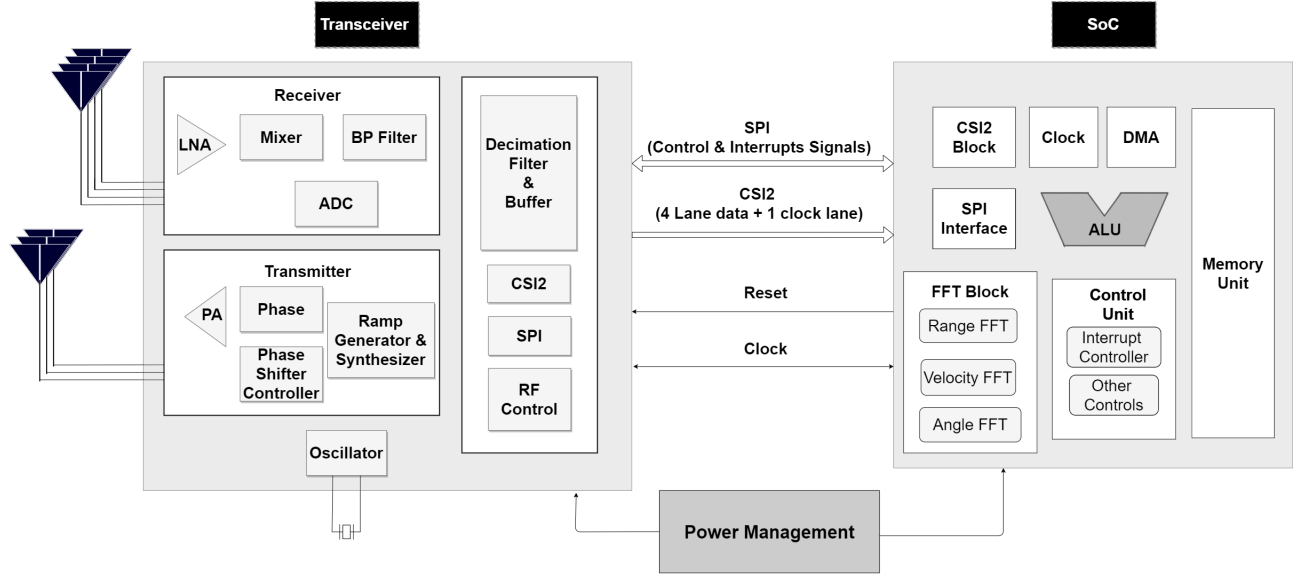 Transceiver
SoC
Receiver
LNA
Mixer
BP Filter
ADC
Transmitter
PA
Phase
Phase
Shifter
Controller
Ramp
Generator &
Synthesizer
Oscillator
Decimation
Filter
&
Buffer
CSI2
SPI
RF
Control
SPI
(Control & Interrupts Signals)
CSI2
(4 Lane data + 1 clock lane)
Reset
Clock
CSI2
Block
Clock
DMA
SPI
Interface
ALU
FFT Block
Range FFT
Velocity FFT
Angle FFT
Control
Unit
Interrupt
Controller
Other
Controls
Memory
Unit
Power Management